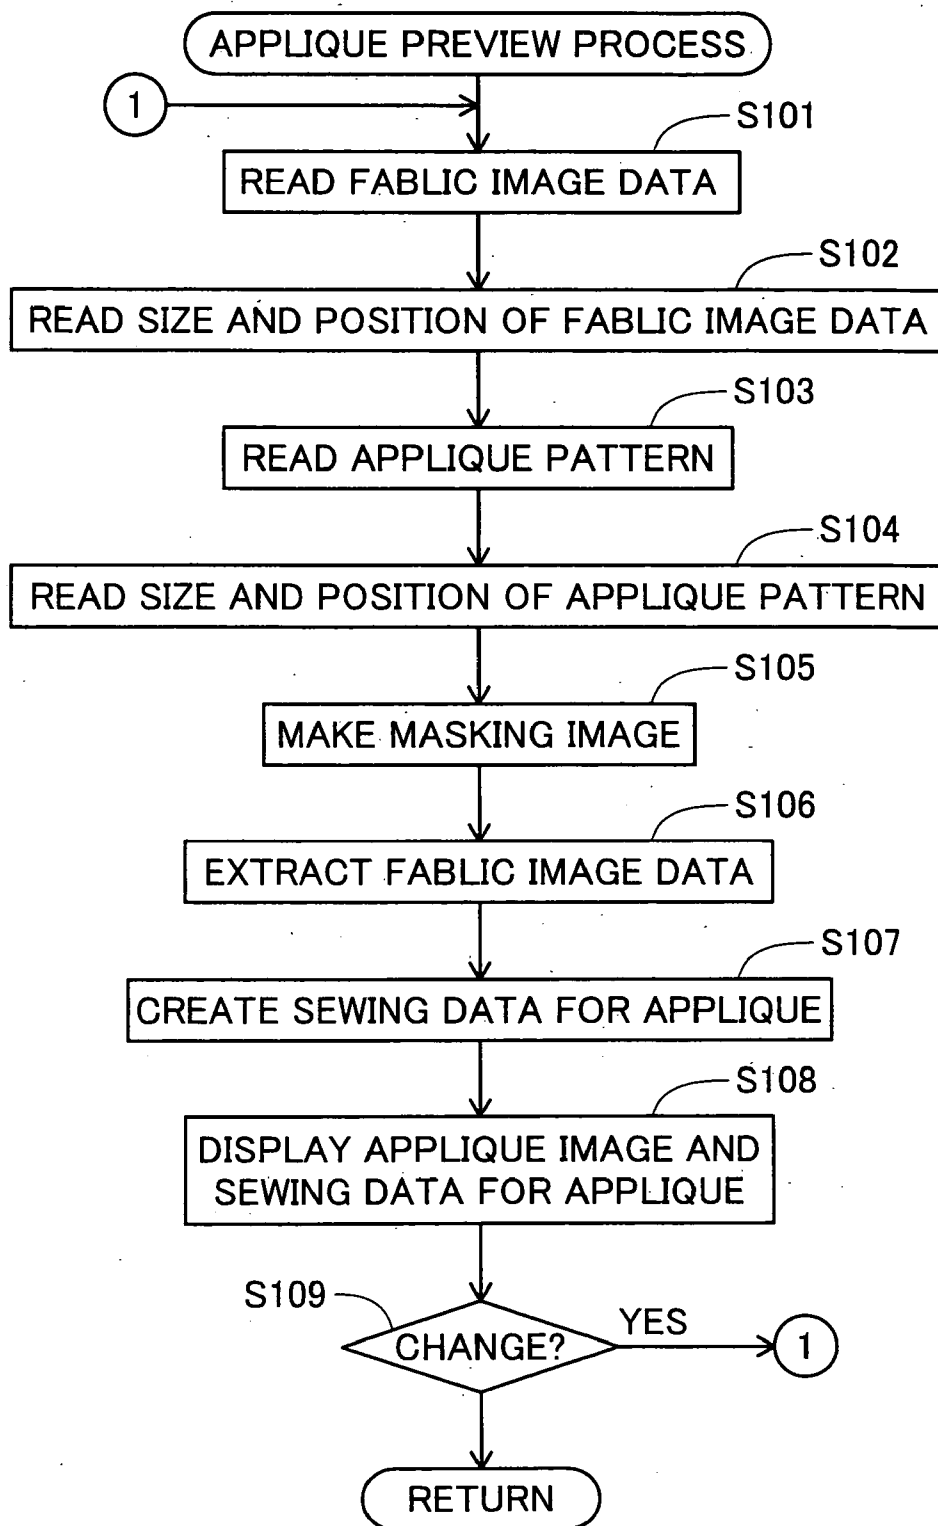 APPLIQUE PREVIEW PROCESS
1
S101
READ FABLIC IMAGE DATA
S102
READ SIZE AND POSITION OF FABLIC IMAGE DATA
S103
READ APPLIQUE PATTERN
S104
READ SIZE AND POSITION OF APPLIQUE PATTERN
S105
MAKE MASKING IMAGE
S106
EXTRACT FABLIC IMAGE DATA
S107
CREATE SEWING DATA FOR APPLIQUE
S108
DISPLAY APPLIQUE IMAGE AND
SEWING DATA FOR APPLIQUE
S109
CHANGE?
YES
1
RETURN